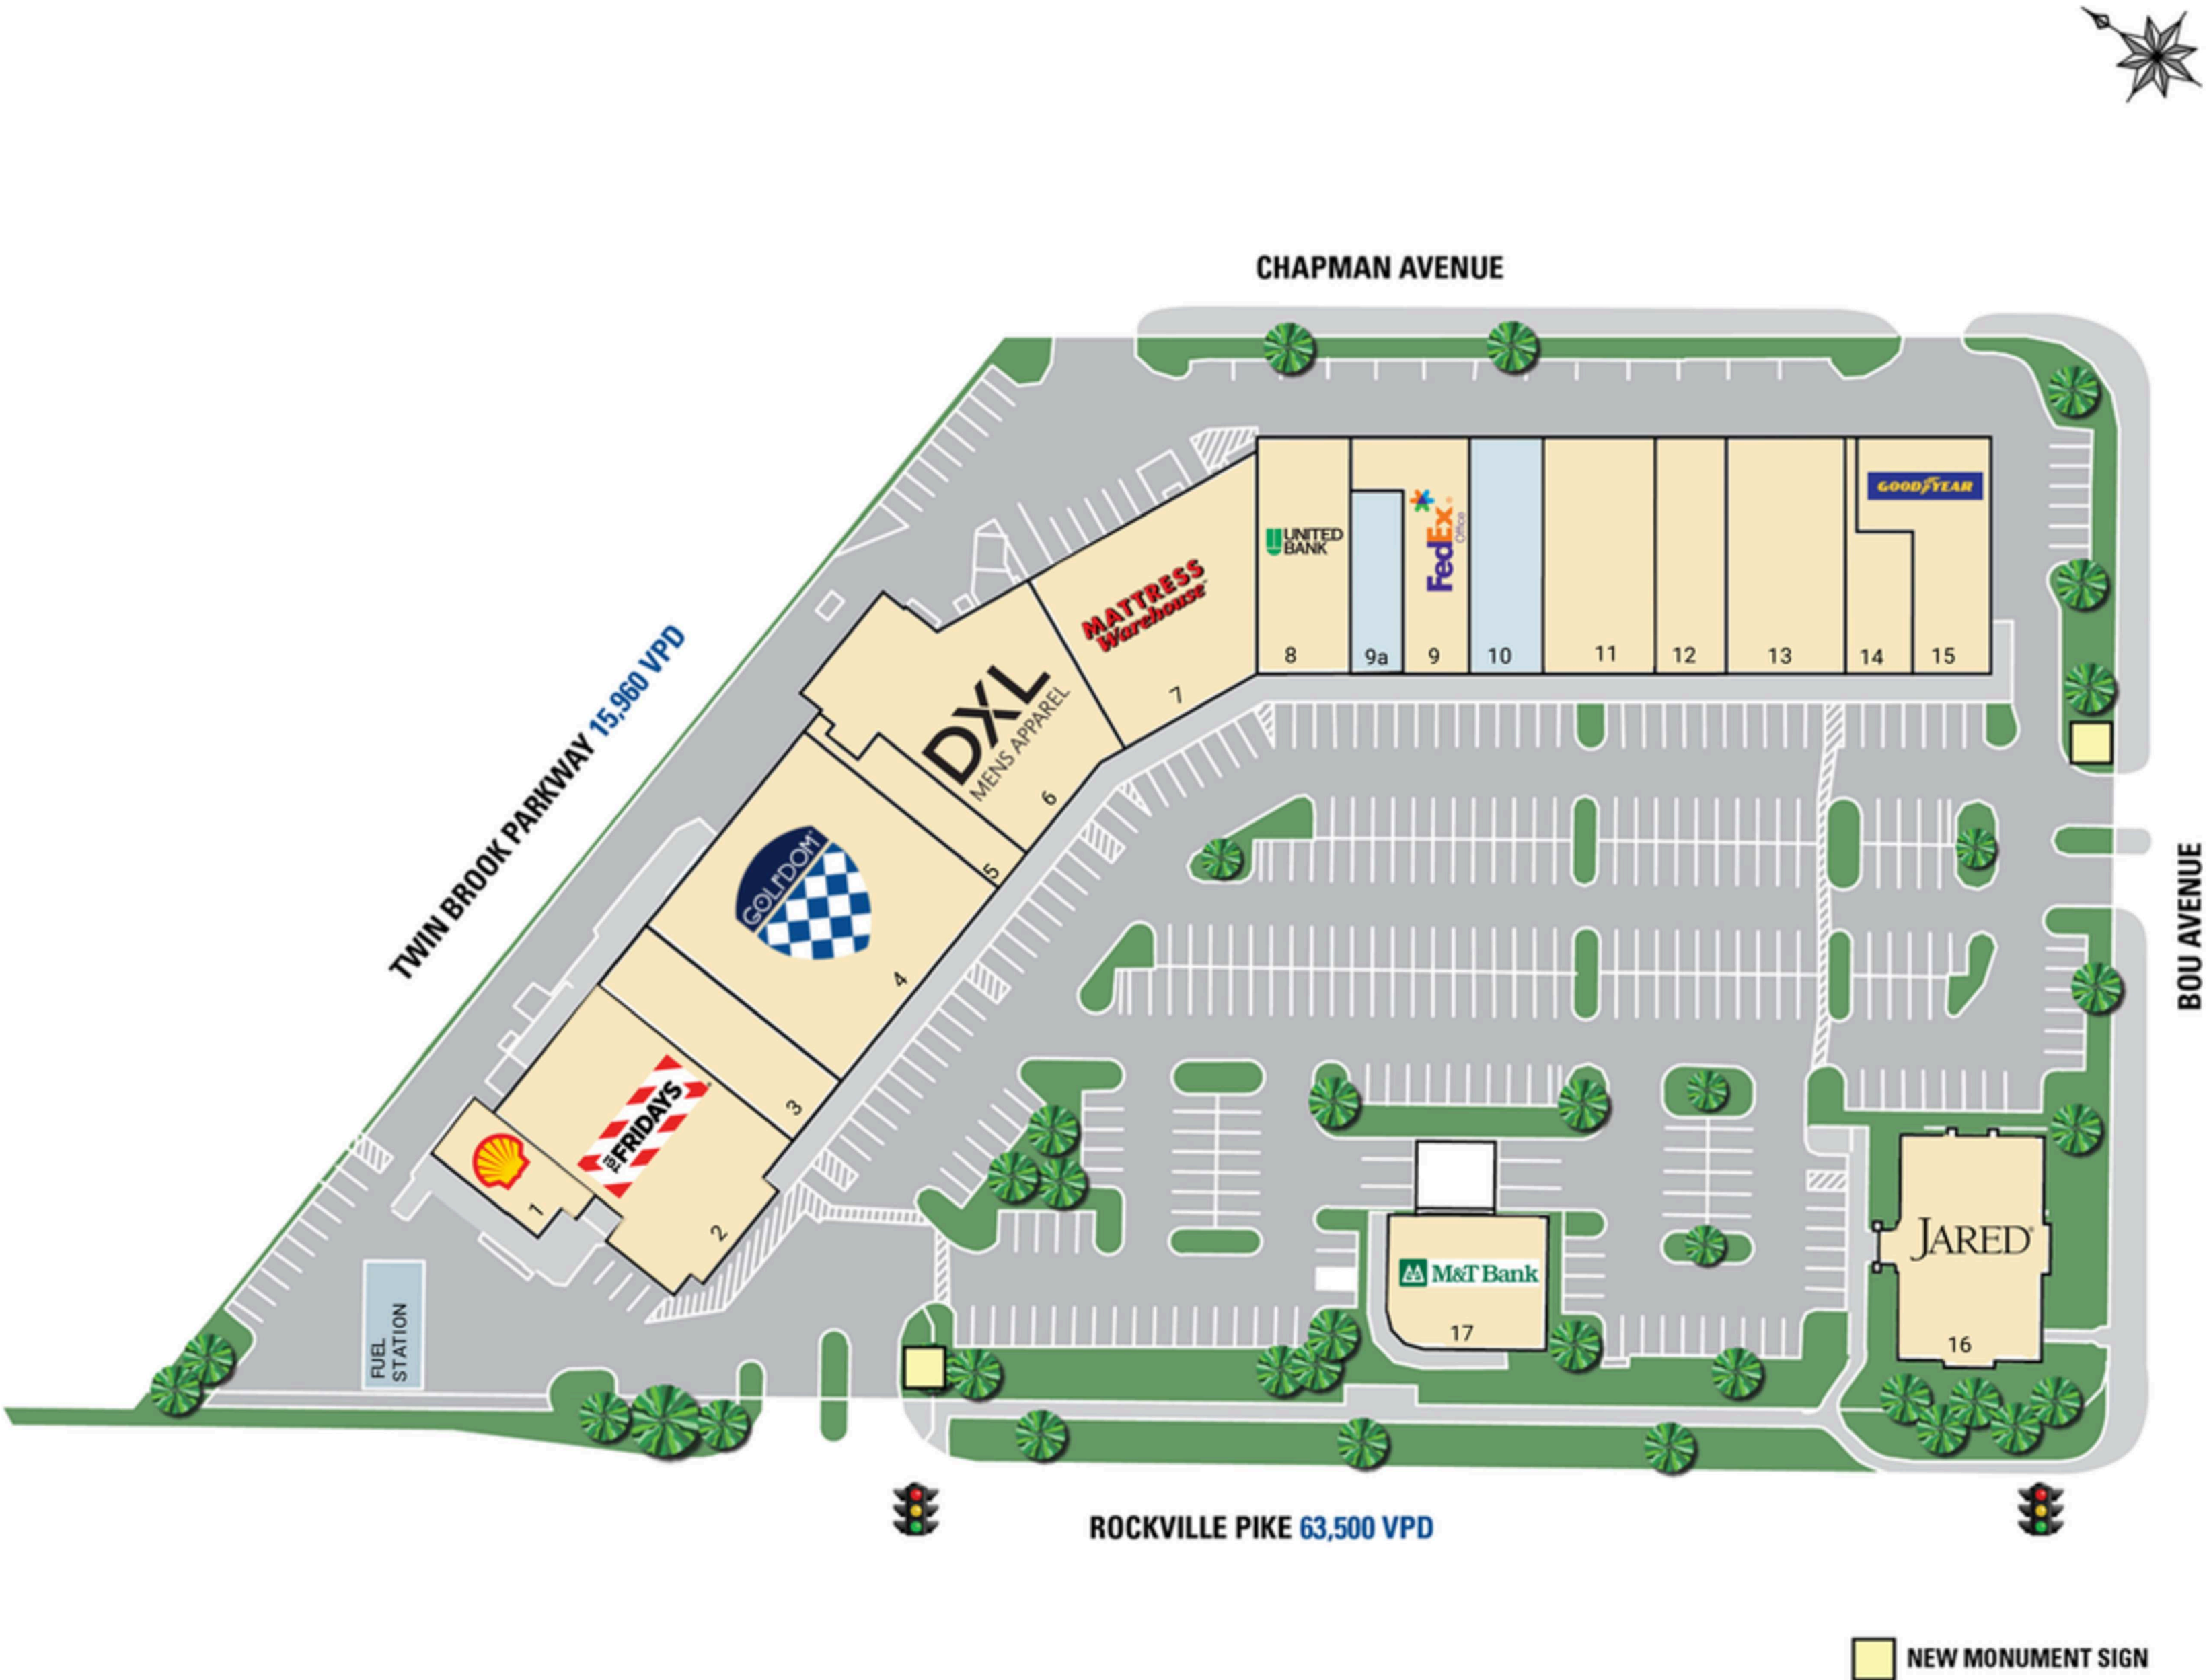 CHAPMAN AVENUE
TWIN BROOK PARKWAY 15,960 VPD
GOODYEAR
UNITED
BANK
FedEx®
Office
MATTRESS
Warehouse
8
9a
9
10
11
12
13
14
15
7
DXL
MENS APPAREL
6
5
GOLFDOM
4
3
TGI FRIDAYS
2
1
FUEL
STATION
BOU AVENUE
JARED®
16
M&T Bank
17
ROCKVILLE PIKE 63,500 VPD
NEW MONUMENT SIGN